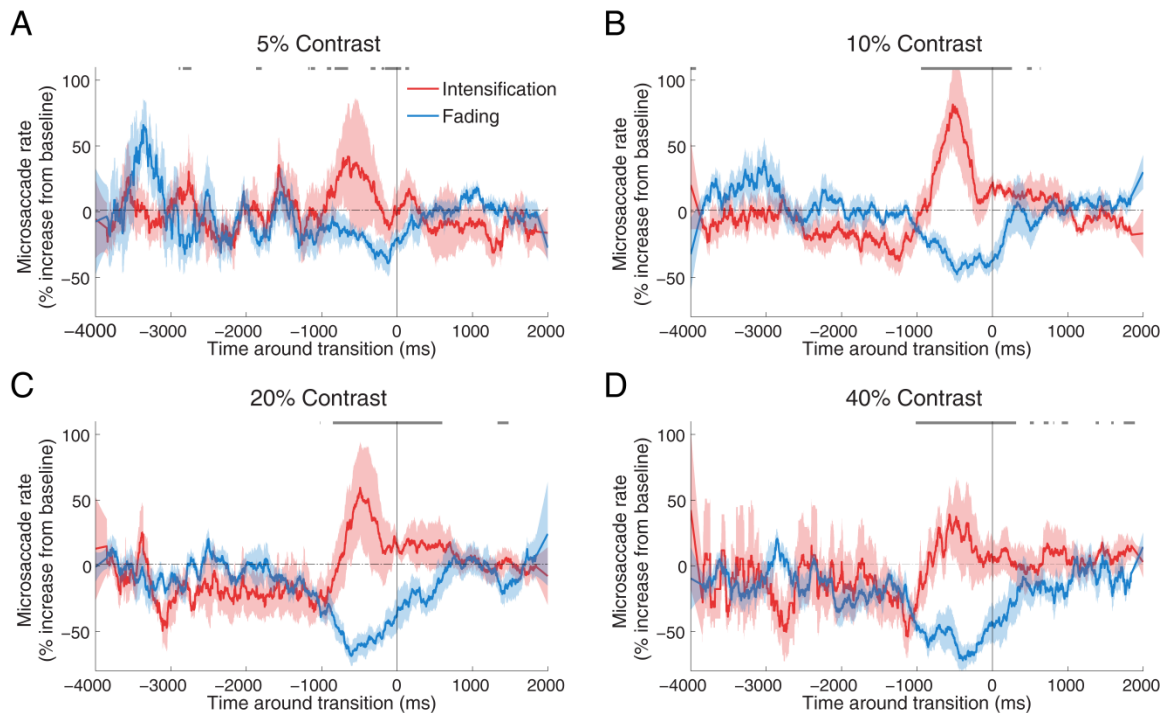 A
5% Contrast
Microsaccade rate
(% increase from baseline)
100
50
0
−50
Intensification
Fading
−4000 −3000 −2000 −1000 0 1000 2000
Time around transition (ms)
B
10% Contrast
Microsaccade rate
(% increase from baseline)
100
50
0
−50
−4000 −3000 −2000 −1000 0 1000 2000
Time around transition (ms)
C
20% Contrast
Microsaccade rate
(% increase from baseline)
100
50
0
−50
−4000 −3000 −2000 −1000 0 1000 2000
Time around transition (ms)
D
40% Contrast
Microsaccade rate
(% increase from baseline)
100
50
0
−50
−4000 −3000 −2000 −1000 0 1000 2000
Time around transition (ms)